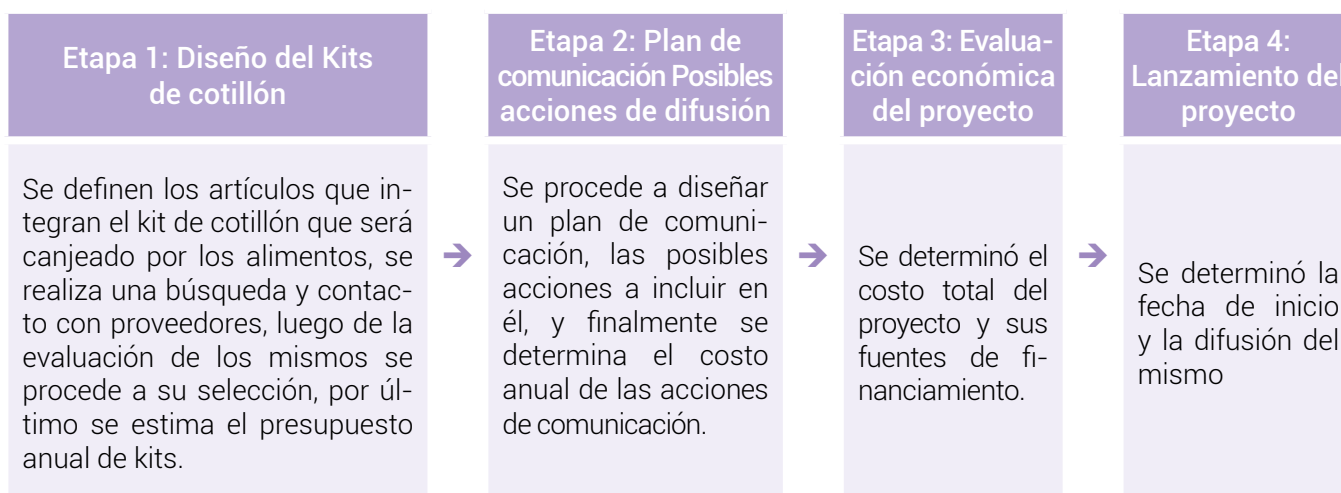 Etapa 1: Diseño del Kits
de cotillón
Se definen los artículos que in-
tegran el kit de cotillón que será
canjeado por los alimentos, se
realiza una búsqueda y contac-
to con proveedores, luego de la
evaluación de los mismos se
procede a su selección, por úl-
timo se estima el presupuesto
anual de kits.
Etapa 2: Plan de
comunicación Posibles
acciones de difusión
Se procede a diseñar
un plan de comuni-
cación, las posibles
acciones a incluir en
él, y finalmente se
determina el costo
anual de las acciones
de comunicación.
Etapa 3: Evalua-
ción económica
del proyecto
Se determinó el
costo total del
proyecto y sus
fuentes de fi-
nanciamiento.
Etapa 4:
Lanzamiento del
proyecto
Se determinó la
fecha de inicio
y la difusión del
mismo